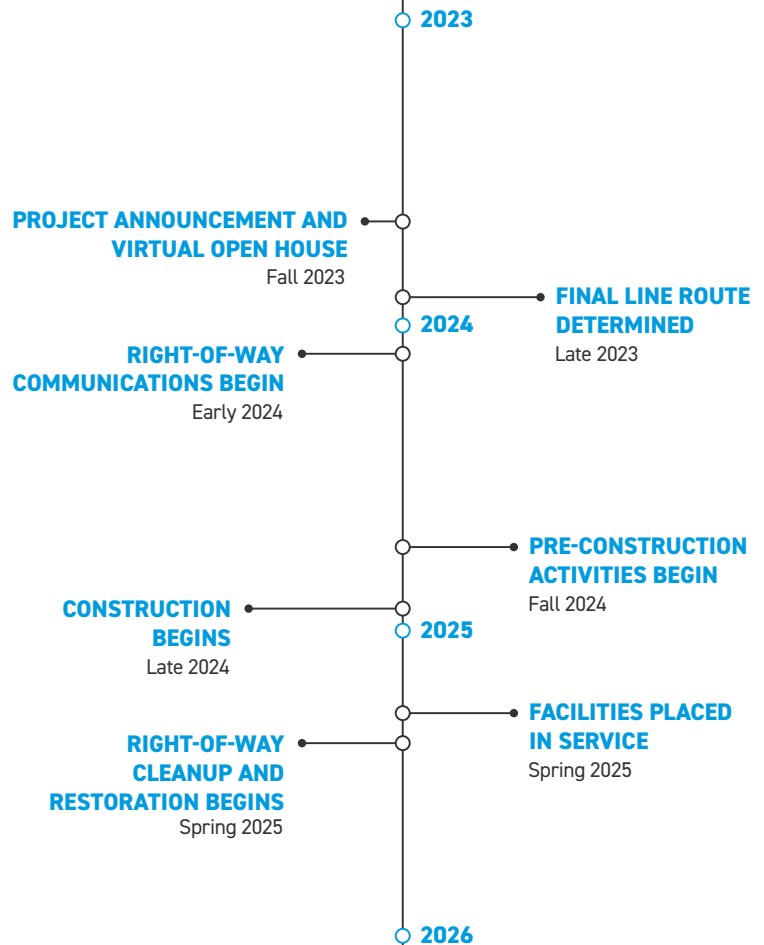 2023
PROJECT ANNOUNCEMENT AND
VIRTUAL OPEN HOUSE
Fall 2023
FINAL LINE ROUTE
DETERMINED
Late 2023
2024
RIGHT-OF-WAY
COMMUNICATIONS BEGIN
Early 2024
PRE-CONSTRUCTION
ACTIVITIES BEGIN
Fall 2024
CONSTRUCTION
BEGINS
Late 2024
2025
FACILITIES PLACED
IN SERVICE
Spring 2025
RIGHT-OF-WAY
CLEANUP AND
RESTORATION BEGINS
Spring 2025
2026